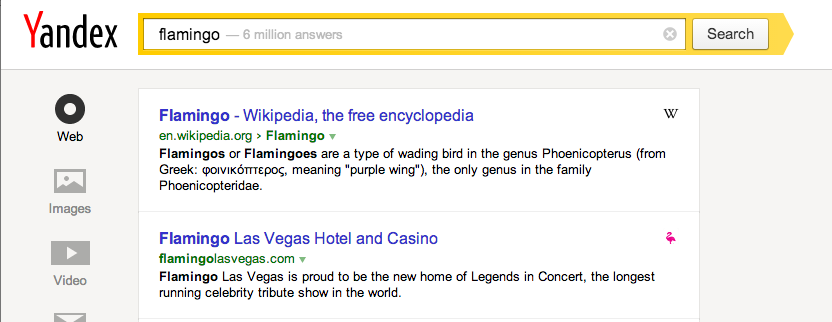 Yandex
flamingo — 6 million answers
Search
Web
Images
Video
Flamingo - Wikipedia, the free encyclopedia
W
en.wikipedia.org › Flamingo
Flamingos or Flamingoes are a type of wading bird in the genus Phoenicopterus (from
Greek: φοινικόπτερος, meaning "purple wing"), the only genus in the family
Phoenicopteridae.
Flamingo Las Vegas Hotel and Casino
flamingolasvegas.com
Flamingo Las Vegas is proud to be the new home of Legends in Concert, the longest
running celebrity tribute show in the world.